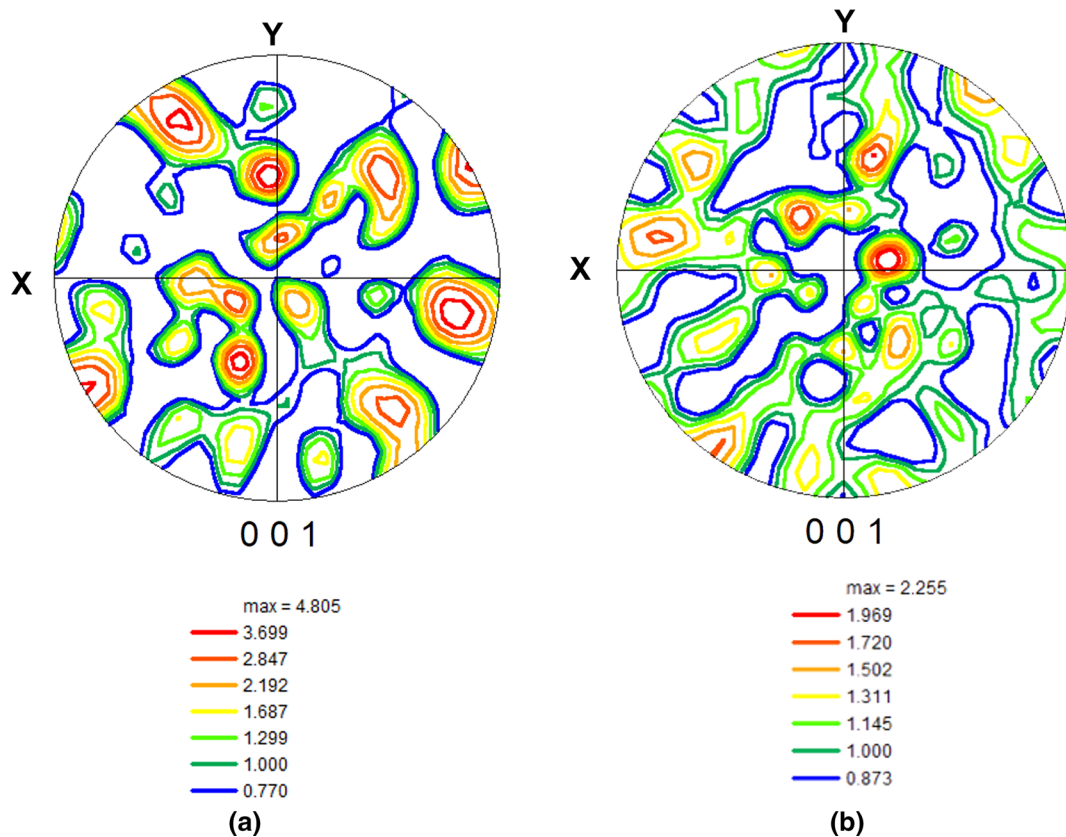 Y
X
0 0 1
max = 4.805
3.699
2.847
2.192
1.687
1.299
1.000
0.770
(a)
Y
X
0 0 1
max = 2.255
1.969
1.720
1.502
1.311
1.145
1.000
0.873
(b)